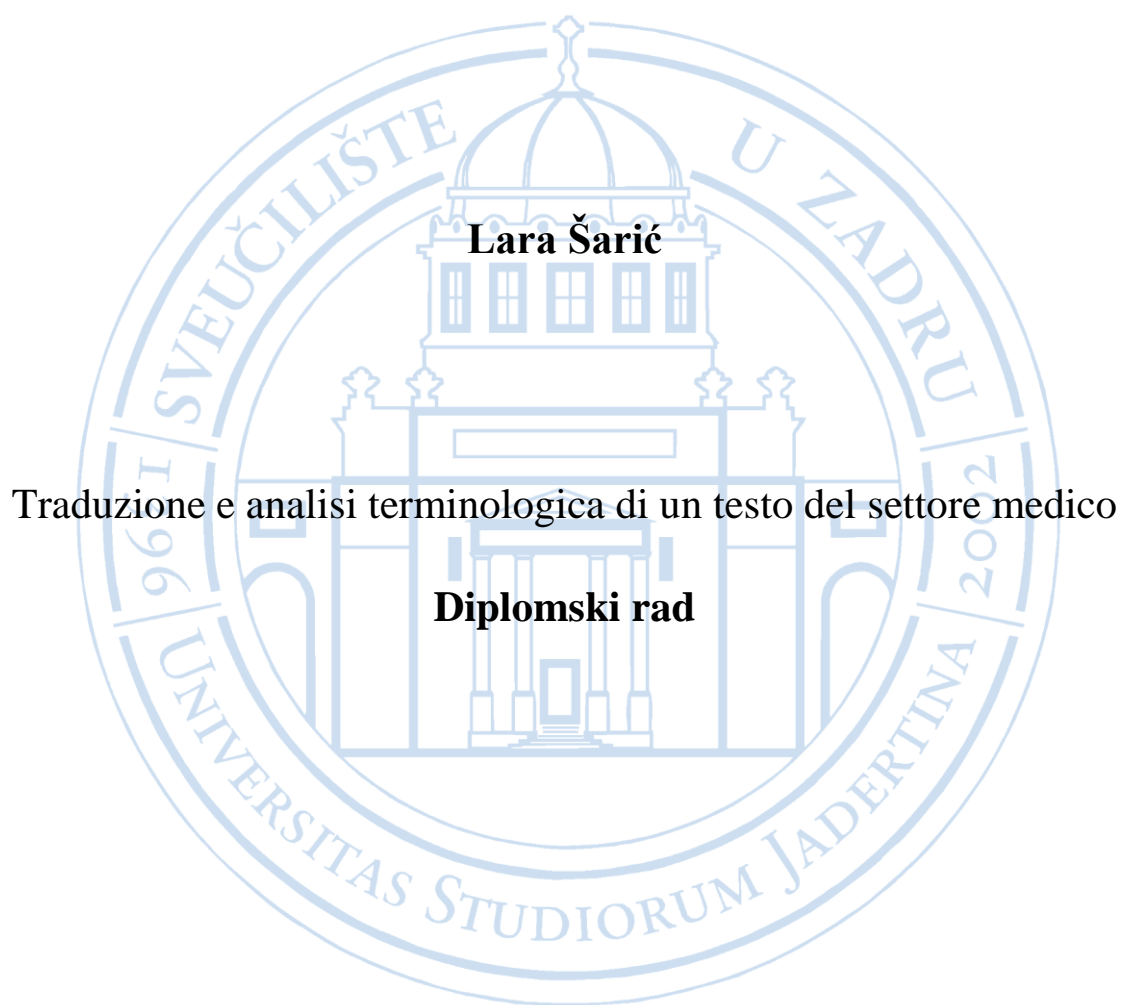 Lara Šarić
Traduzione e analisi terminologica di un testo del settore medico
Diplomski rad
SVEUČILIŠTE U ZADRU
1396 2002
UNIVERSITAS STUDIORUM JADERTINA